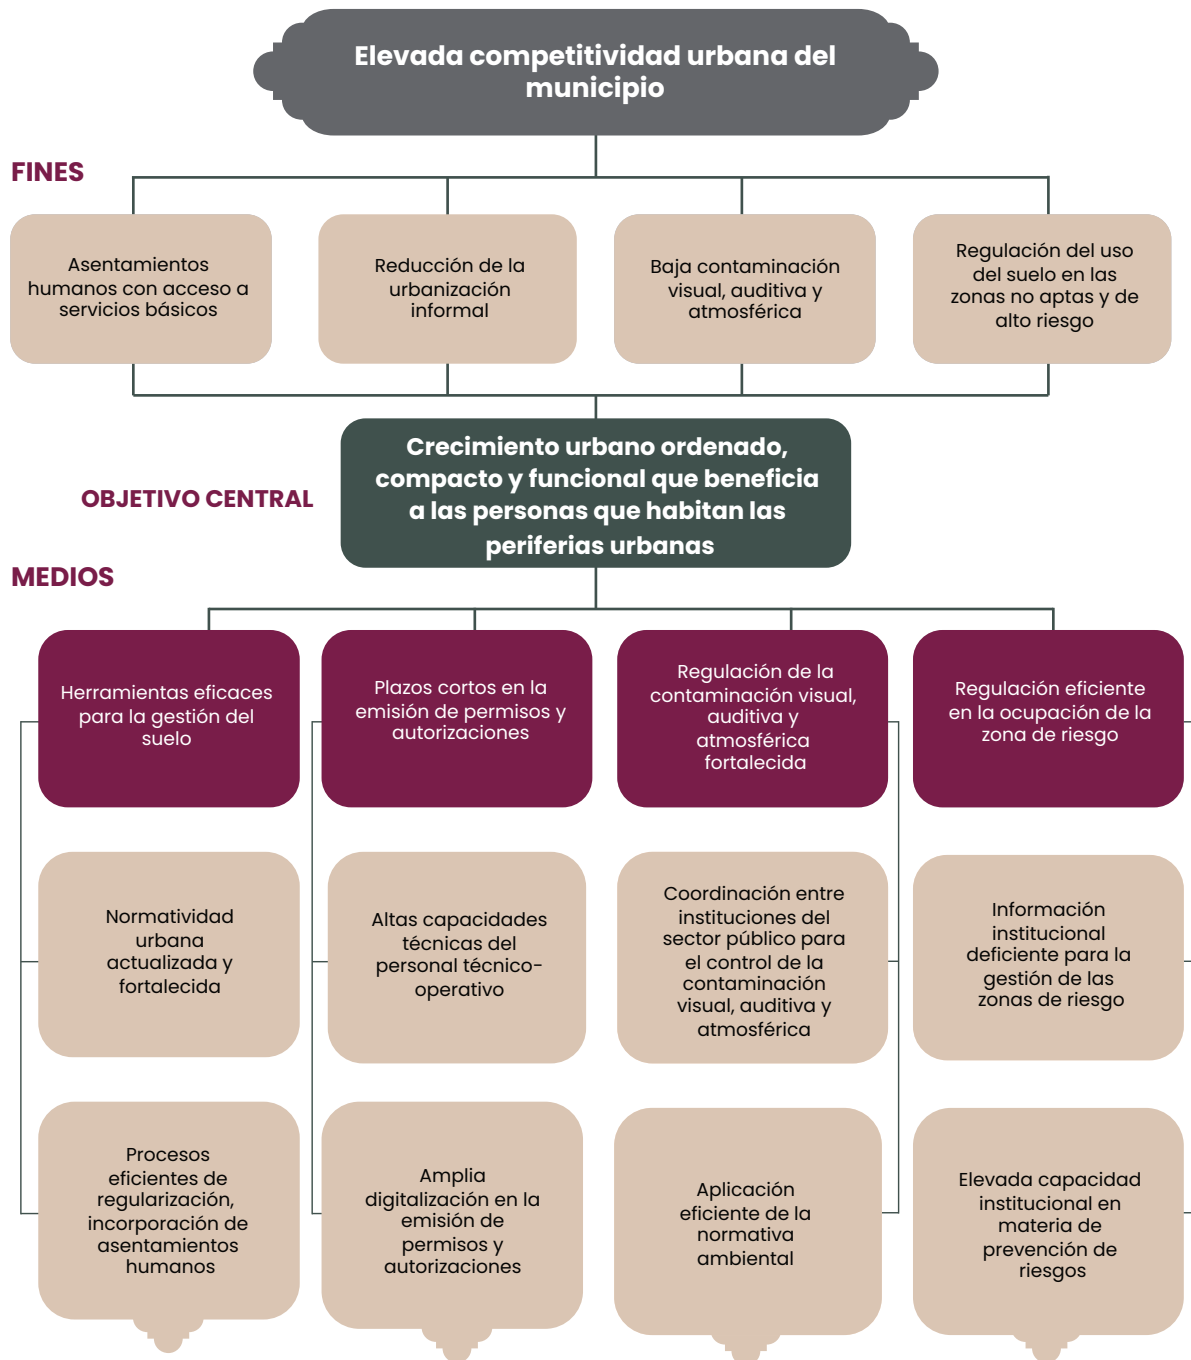 Elevada competitividad urbana del
municipio
FINES
Asentamientos
humanos con acceso a
servicios básicos
Reducción de la
urbanización
informal
Baja contaminación
visual, auditiva y
atmosférica
Regulación del uso
del suelo en las
zonas no aptas y de
alto riesgo
OBJETIVO CENTRAL
Crecimiento urbano ordenado,
compacto y funcional que beneficia
a las personas que habitan las
periferias urbanas
MEDIOS
Herramientas eficaces
para la gestión del
suelo
Plazos cortos en la
emisión de permisos y
autorizaciones
Regulación de la
contaminación visual,
auditiva y
atmosférica
fortalecida
Regulación eficiente
en la ocupación de la
zona de riesgo
Normatividad
urbana
actualizada y
fortalecida
Altas capacidades
técnicas del
personal técnico-
operativo
Coordinación entre
instituciones del
sector público para
el control de la
contaminación
visual, auditiva y
atmosférica
Información
institucional
deficiente para la
gestión de las
zonas de riesgo
Procesos
eficientes de
regularización,
incorporación de
asentamientos
humanos
Amplia
digitalización en la
emisión de
permisos y
autorizaciones
Aplicación
eficiente de la
normativa
ambiental
Elevada capacidad
institucional en
materia de
prevención de
riesgos